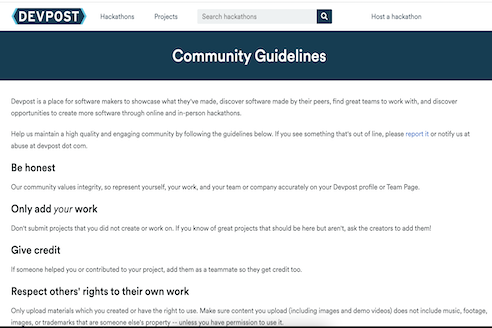 DEVPOST Hackathons Projects Search hackathons Host a hackathon
Community Guidelines
Devpost is a place for software makers to showcase what they've made, discover software made by their peers, find great teams to work with, and discover
opportunities to create more software through online and in-person hackathons.
Help us maintain a high quality and engaging community by following the guidelines below. If you see something that's out of line, please report it or notify us at
abuse at devpost dot com.
Be honest
Our community values integrity, so represent yourself, your work, and your team or company accurately on your Devpost profile or Team Page.
Only add your work
Don't submit projects that you did not create or work on. If you know of great projects that should be here but aren't, ask the creators to add them!
Give credit
If someone helped you or contributed to your project, add them as a teammate so they get credit too.
Respect others' rights to their own work
Only upload materials which you created or have the right to use. Make sure content you upload (including images and demo videos) does not include music, footage,
images, or trademarks that are someone else's property -- unless you have permission to use it.